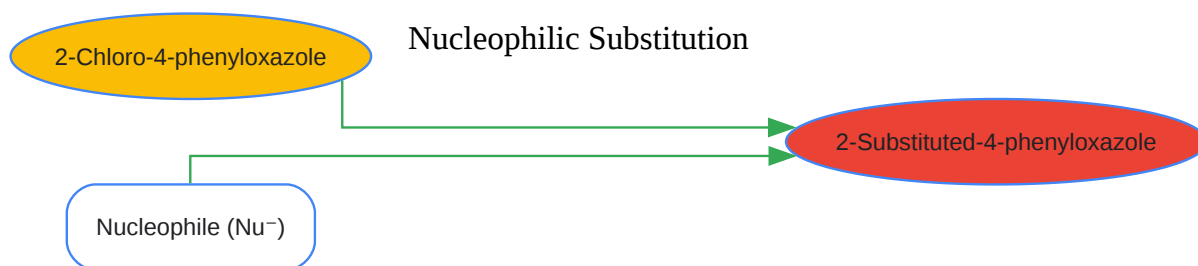 2-Chloro-4-phenyloxazole
Nucleophilic Substitution
2-Substituted-4-phenyloxazole
Nucleophile (Nu⁻)